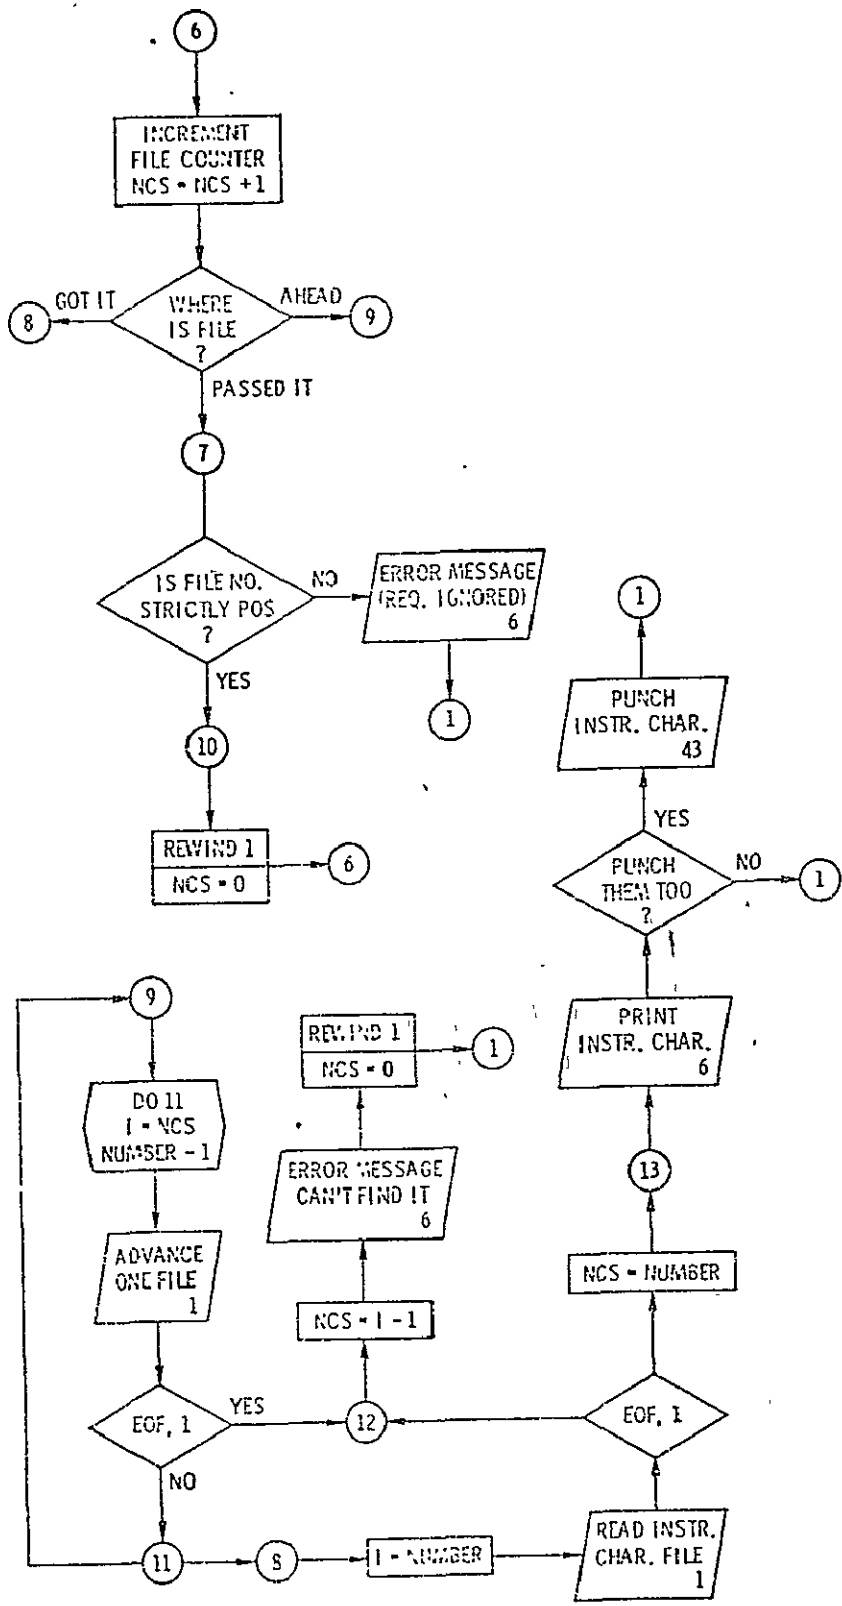 6
INCREMENT
FILE COUNTER
NCS = NCS +1
GOT IT
8
WHERE
IS FILE
?
AHEAD
9
PASSED IT
7
IS FILE NO.
STRICTLY POS
?
NO
ERROR MESSAGE
(REQ. IGNORED)
6
1
YES
10
REWIND 1
NCS = 0
6
1
PUNCH
INSTR. CHAR.
43
YES
PUNCH
THEM TOO
?
NO
1
PRINT
INSTR. CHAR.
6
13
NCS = NUMBER
9
DO 11
I = NCS
NUMBER - 1
ADVANCE
ONE FILE
1
EOF, 1
YES
NO
11
REWIND 1
NCS = 0
1
ERROR MESSAGE
CAN'T FIND IT
6
NCS = I - 1
12
EOF, 1
8
I = NUMBER
READ INSTR.
CHAR. FILE
1